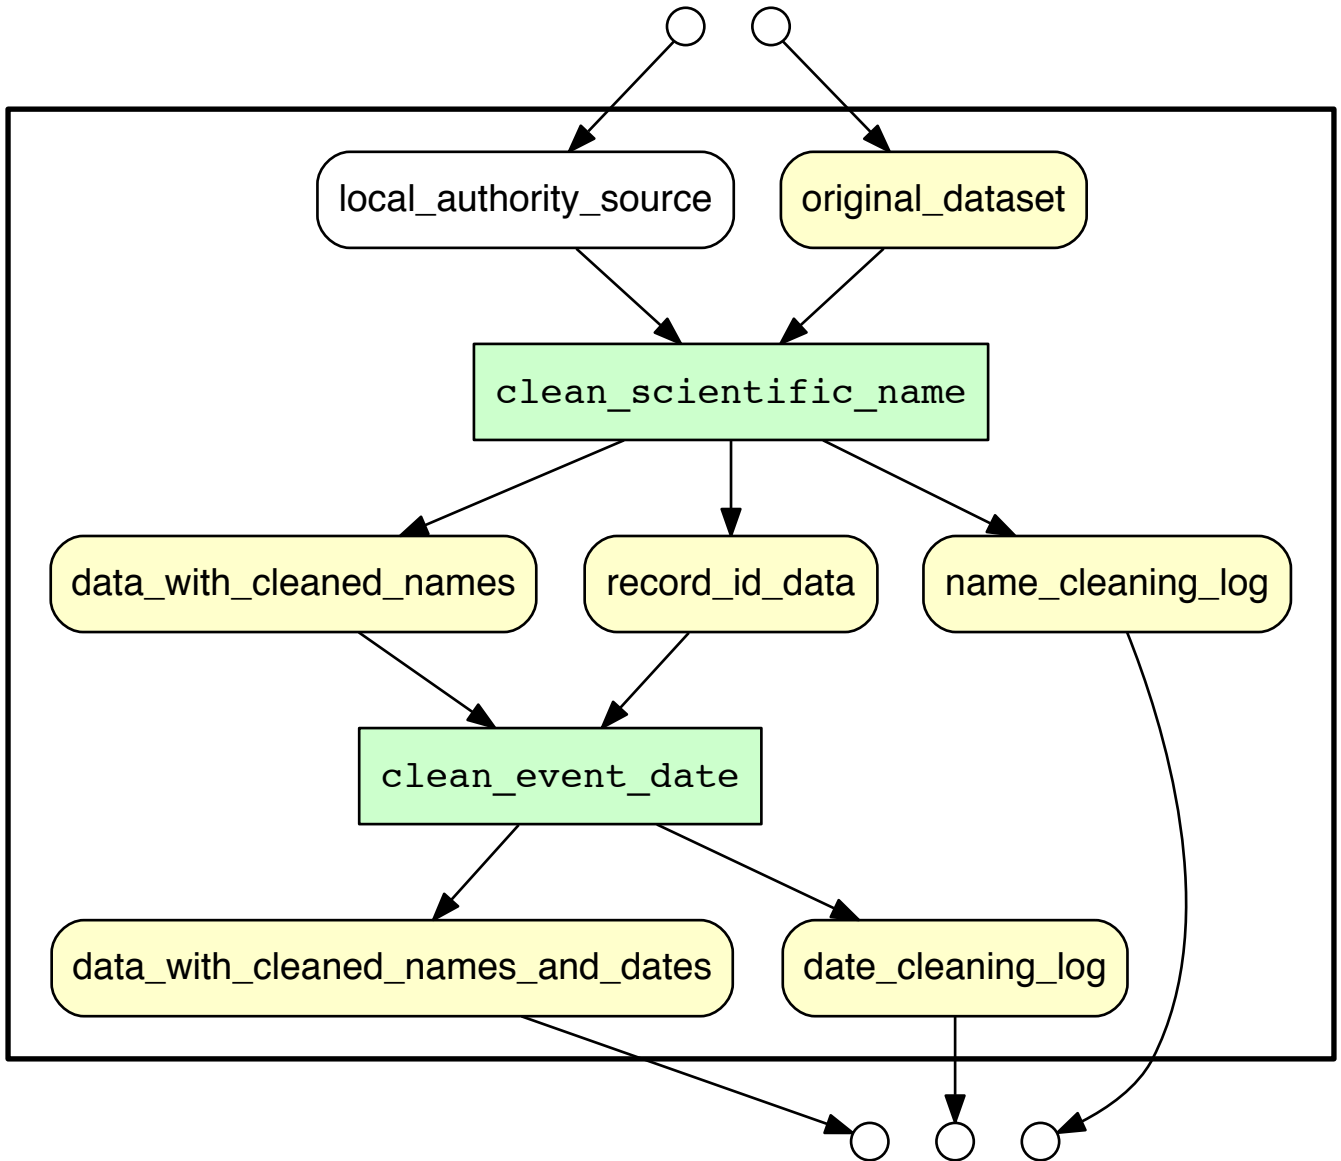 local_authority_source
original_dataset
clean_scientific_name
data_with_cleaned_names
record_id_data
name_cleaning_log
clean_event_date
data_with_cleaned_names_and_dates
date_cleaning_log